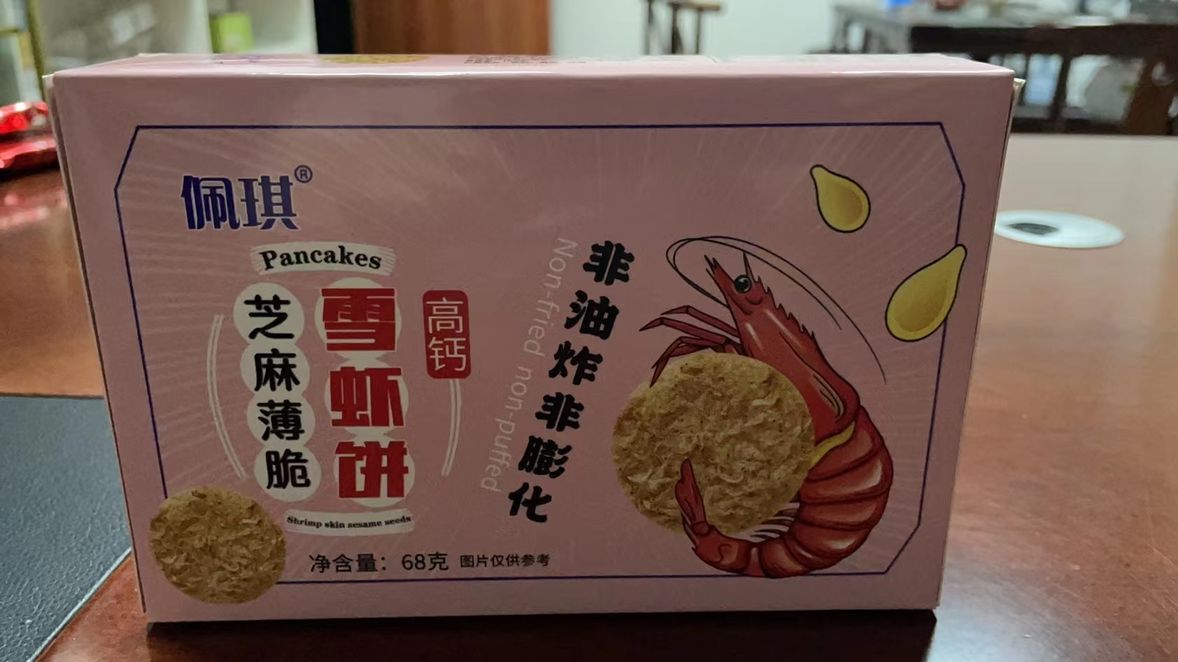 佩琪®
Pancakes
雪虾饼
芝麻薄脆
高钙
Shrimp skin sesame seeds
非油炸非膨化
Non-fried non-puffed
净含量：68克 图片仅供参考